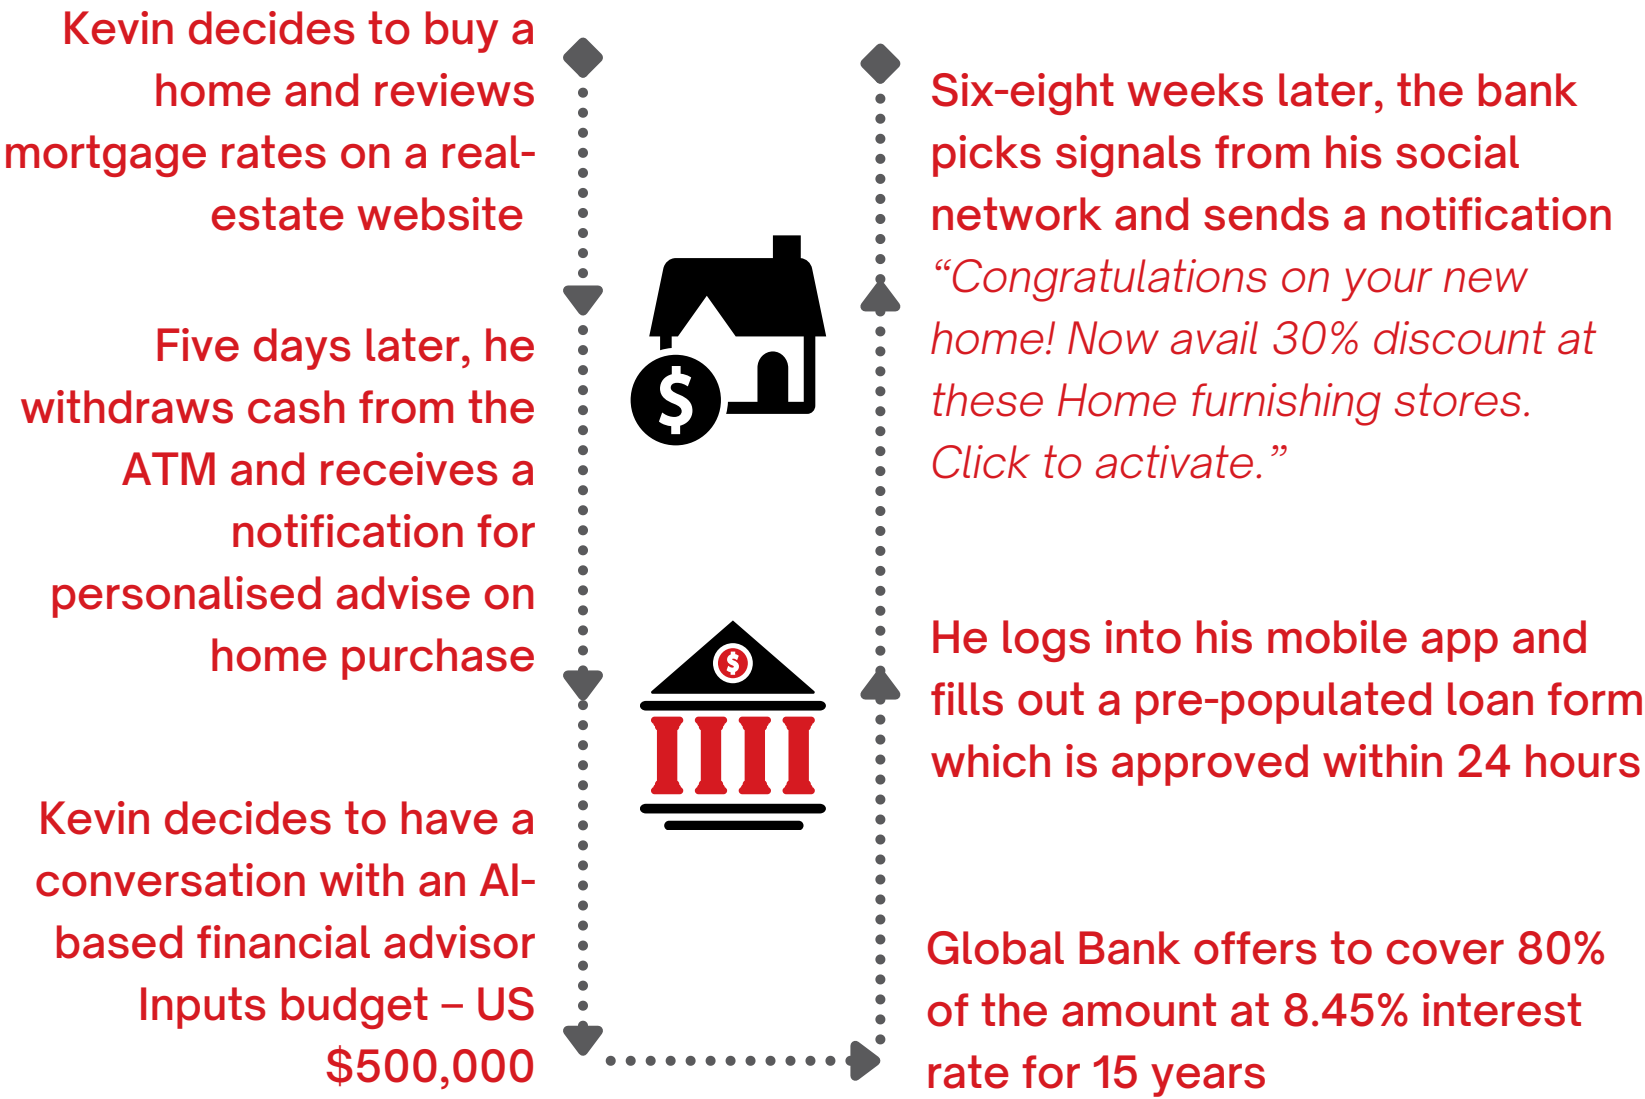 Kevin decides to buy a
home and reviews
mortgage rates on a real-
estate website
Five days later, he
withdraws cash from the
ATM and receives a
notification for
personalised advise on
home purchase
Kevin decides to have a
conversation with an AI-
based financial advisor
Inputs budget – US
$500,000
Global Bank offers to cover 80%
of the amount at 8.45% interest
rate for 15 years
He logs into his mobile app and
fills out a pre-populated loan form
which is approved within 24 hours
Six-eight weeks later, the bank
picks signals from his social
network and sends a notification
“Congratulations on your new
home! Now avail 30% discount at
these Home furnishing stores.
Click to activate.”
$
$